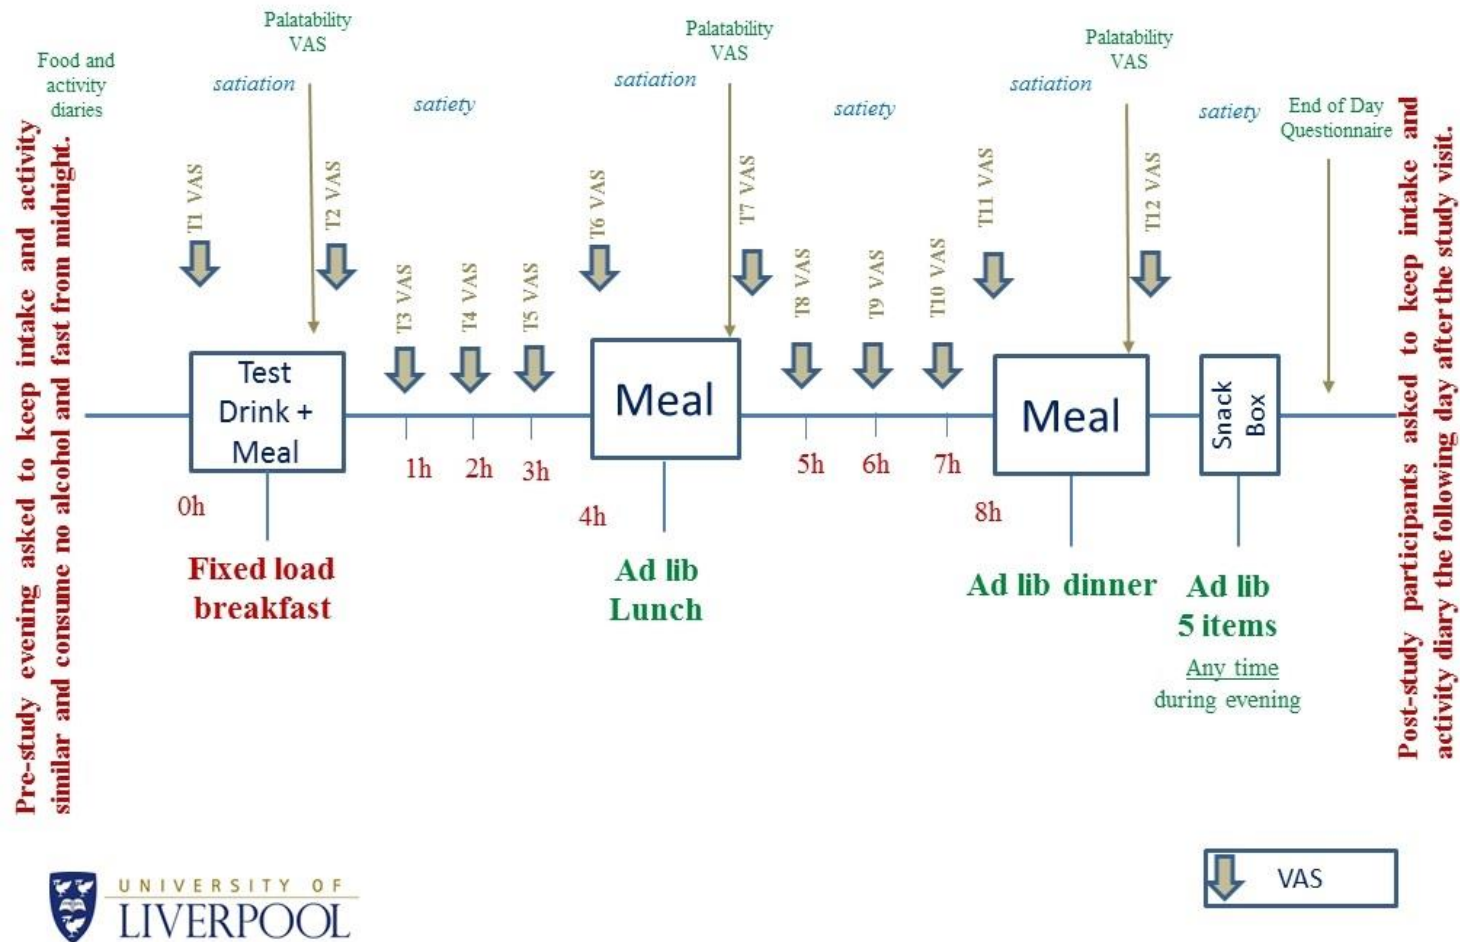 Pre-study evening asked to keep intake and activity
similar and consume no alcohol and fast from midnight.
Food and
activity
diaries
Palatability
VAS
satiation
satiety
Palatability
VAS
satiation
satiety
Palatability
VAS
satiation
satiety
End of Day
Questionnaire
T1 VAS
T2 VAS
T3 VAS
T4 VAS
T5 VAS
T6 VAS
T7 VAS
T8 VAS
T9 VAS
T10 VAS
T11 VAS
T12 VAS
Test
Drink +
Meal
Meal
Meal
Snack
Box
0h
1h
2h
3h
4h
5h
6h
7h
8h
Fixed load
breakfast
Ad lib
Lunch
Ad lib dinner
Ad lib
5 items
Any time
during evening
Post-study participants asked to keep intake and
activity diary the following day after the study visit.
VAS
UNIVERSITY OF
LIVERPOOL